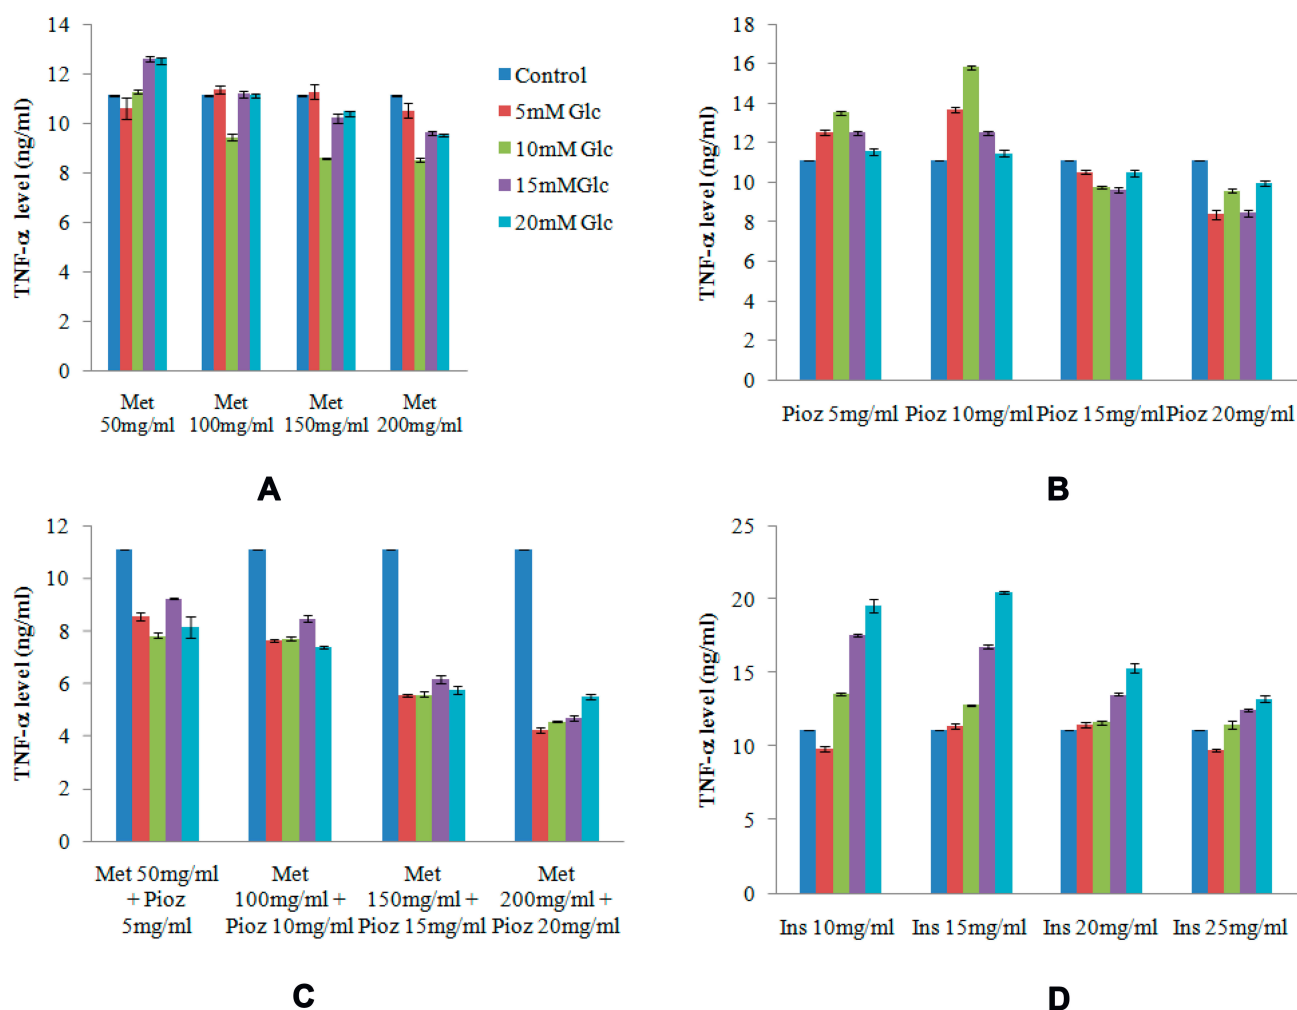 14
12
10
8
6
4
2
0
TNF-α level (ng/ml)
Met
50mg/ml
Met
100mg/ml
Met
150mg/ml
Met
200mg/ml
Control
5mM Glc
10mM Glc
15mMGlc
20mM Glc
A
18
16
14
12
10
8
6
4
2
0
TNF-α level (ng/ml)
Pioz 5mg/ml
Pioz 10mg/ml
Pioz 15mg/ml
Pioz 20mg/ml
B
12
10
8
6
4
2
0
TNF-α level (ng/ml)
Met 50mg/ml
+ Pioz
5mg/ml
Met
100mg/ml +
Pioz 10mg/ml
Met
150mg/ml +
Pioz 15mg/ml
Met
200mg/ml +
Pioz 20mg/ml
C
25
20
15
10
5
0
TNF-α level (ng/ml)
Ins 10mg/ml
Ins 15mg/ml
Ins 20mg/ml
Ins 25mg/ml
D